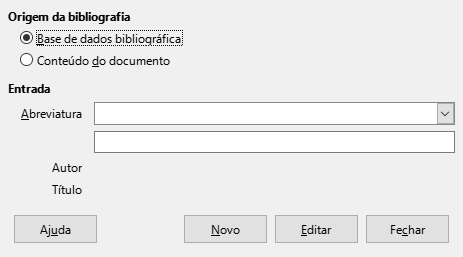 Origem da bibliografia
Base de dados bibliográfica
Conteúdo do documento
Entrada
Abreviatura
Autor
Título
Ajuda Novo Editar Fechar